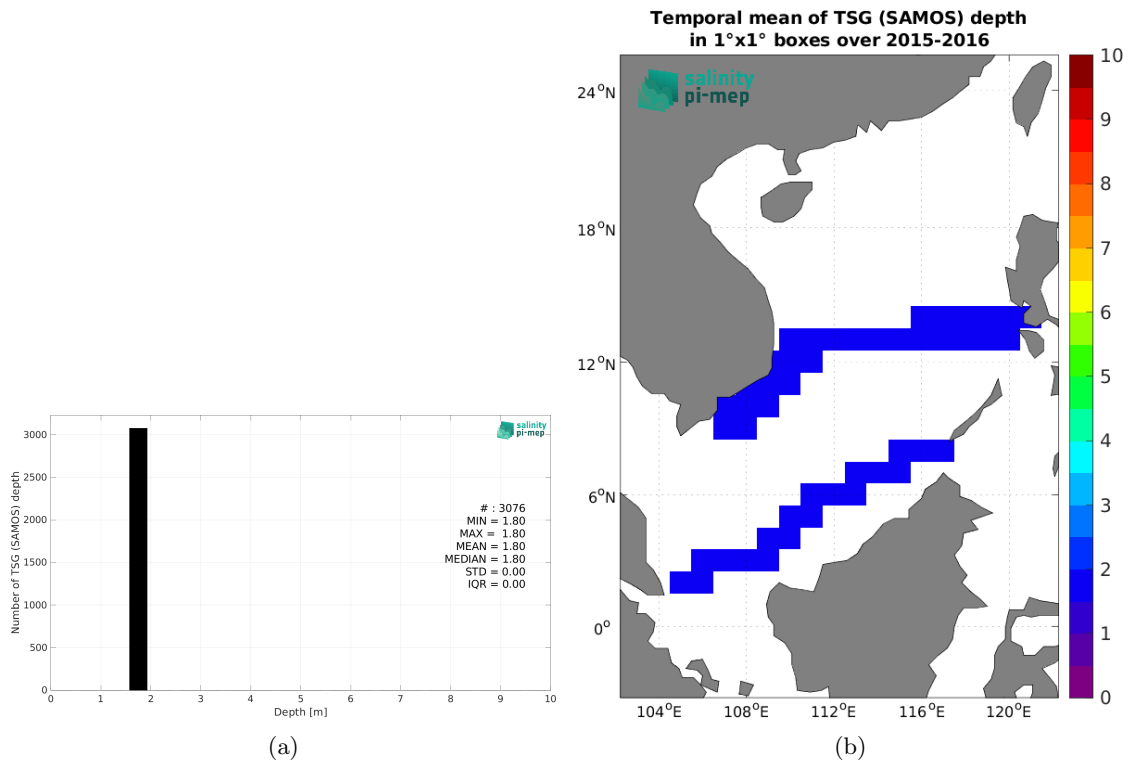 Temporal mean of TSG (SAMOS) depth
in 1°x1° boxes over 2015-2016
salinity
pi-mep
24°N
18°N
12°N
6°N
0°
104°E
108°E
112°E
116°E
120°E
10
9
8
7
6
5
4
3
2
1
0
Number of TSG (SAMOS) depth
3000
2500
2000
1500
1000
500
0
salinity
pi-mep
# : 3076
MIN = 1.80
MAX = 1.80
MEAN = 1.80
MEDIAN = 1.80
STD = 0.00
IQR = 0.00
0 1 2 3 4 5 6 7 8 9 10
Depth [m]
(a)
(b)